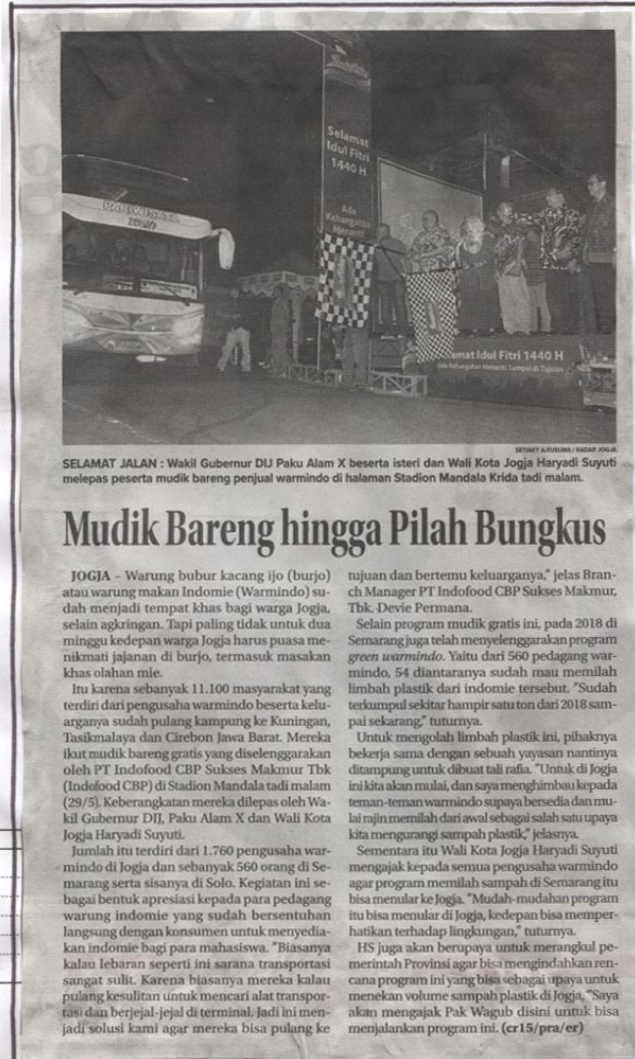 PARIWISATA
Selamat
Idul Fitri
1440 H
Ada
Kehangatan
Menanti
amat Idul Fitri 1440 H
Ada Kehangatan Menanti Sampai di Tujuan
/ RADAR JOGJA
SELAMAT JALAN : Wakil Gubernur DIJ Paku Alam X beserta isteri dan Wali Kota Jogja Haryadi Suyuti
melepas peserta mudik bareng penjual warmindo di halaman Stadion Mandala Krida tadi malam.
Mudik Bareng hingga Pilah Bungkus
JOGJA – Warung bubur kacang ijo (burjo)
atau warung makan Indomie (Warmindo) su-
dah menjadi tempat khas bagi warga Jogja,
selain agkringan. Tapi paling tidak untuk dua
minggu kedepan warga Jogja harus puasa me-
nikmati jajanan di burjo, termasuk masakan
khas olahan mie.
Itu karena sebanyak 11.100 masyarakat yang
terdiri dari pengusaha warmindo beserta kelu-
arganya sudah pulang kampung ke Kuningan,
Tasikmalaya dan Cirebon Jawa Barat. Mereka
ikut mudik bareng gratis yang diselenggarakan
oleh PT Indofood CBP Sukses Makmur Tbk
(Indofood CBP) di Stadion Mandala tadi malam
(29/5). Keberangkatan mereka dilepas oleh Wa-
kil Gubernur DIJ, Paku Alam X dan Wali Kota
Jogja Haryadi Suyuti.
Jumlah itu terdiri dari 1.760 pengusaha war-
mindo di Jogja dan sebanyak 560 orang di Se-
marang serta sisanya di Solo. Kegiatan ini se-
bagai bentuk apresiasi kepada para pedagang
warung indomie yang sudah bersentuhan
langsung dengan konsumen untuk menyedia-
kan indomie bagi para mahasiswa. "Biasanya
kalau lebaran seperti ini sarana transportasi
sangat sulit. Karena biasanya mereka kalau
pulang kesulitan untuk mencari alat transpor-
tasi dan berjejal-jejal di terminal. Jadi ini men-
jadi solusi kami agar mereka bisa pulang ke
tujuan dan bertemu keluarganya," jelas Bran-
ch Manager PT Indofood CBP Sukses Makmur,
Tbk. Devie Permana.
Selain program mudik gratis ini, pada 2018 di
Semarang juga telah menyelenggarakan program
green warmindo. Yaitu dari 560 pedagang war-
mindo, 54 diantaranya sudah mau memilah
limbah plastik dari indomie tersebut. "Sudah
terkumpul sekitar hampir satu ton dari 2018 sam-
pai sekarang," tuturnya.
Untuk mengolah limbah plastik ini, pihaknya
bekerja sama dengan sebuah yayasan nantinya
ditampung untuk dibuat tali rafia. "Untuk di Jogja
ini kita akan mulai, dan saya menghimbau kepada
teman-teman warmindo supaya bersedia dan mu-
lai rajin memilah dari awal sebagai salah satu upaya
kita mengurangi sampah plastik," jelasnya.
Sementara itu Wali Kota Jogja Haryadi Suyuti
mengajak kepada semua pengusaha warmindo
agar program memilah sampah di Semarang itu
bisa menular ke Jogja. "Mudah-mudahan program
itu bisa menular di Jogja, kedepan bisa memper-
hatikan terhadap lingkungan," tuturnya.
HS juga akan berupaya untuk merangkul pe-
merintah Provinsi agar bisa mengindahkan ren-
cana program ini yang bisa sebagai upaya untuk
menekan volume sampah plastik di Jogja, "Saya
akan mengajak Pak Wagub disini untuk bisa
menjalankan program ini. (cr15/pra/er)